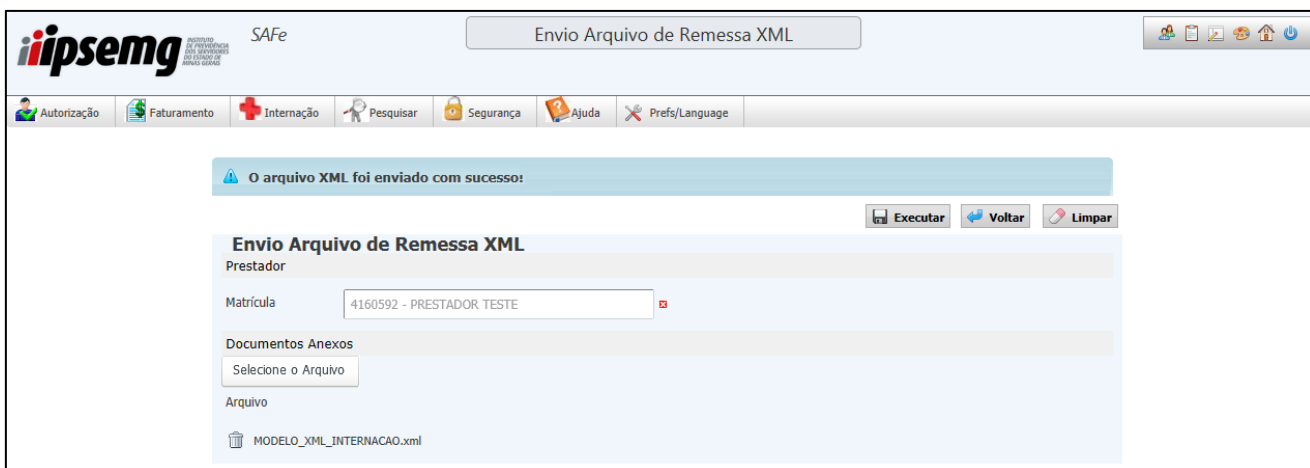 ipsemg
INSTITUTO
DE PREVIDÊNCIA
DOS SERVIDORES
DO ESTADO DE
MINAS GERAIS
SAFe
Envio Arquivo de Remessa XML
Autorização Faturamento Internação Pesquisar Segurança Ajuda Prefs/Language
O arquivo XML foi enviado com sucesso!
Executar Voltar Limpar
Envio Arquivo de Remessa XML
Prestador
Matrícula 4160592 - PRESTADOR TESTE
Documentos Anexos
Selecione o Arquivo
Arquivo
MODELO_XML_INTERNACAO.xml